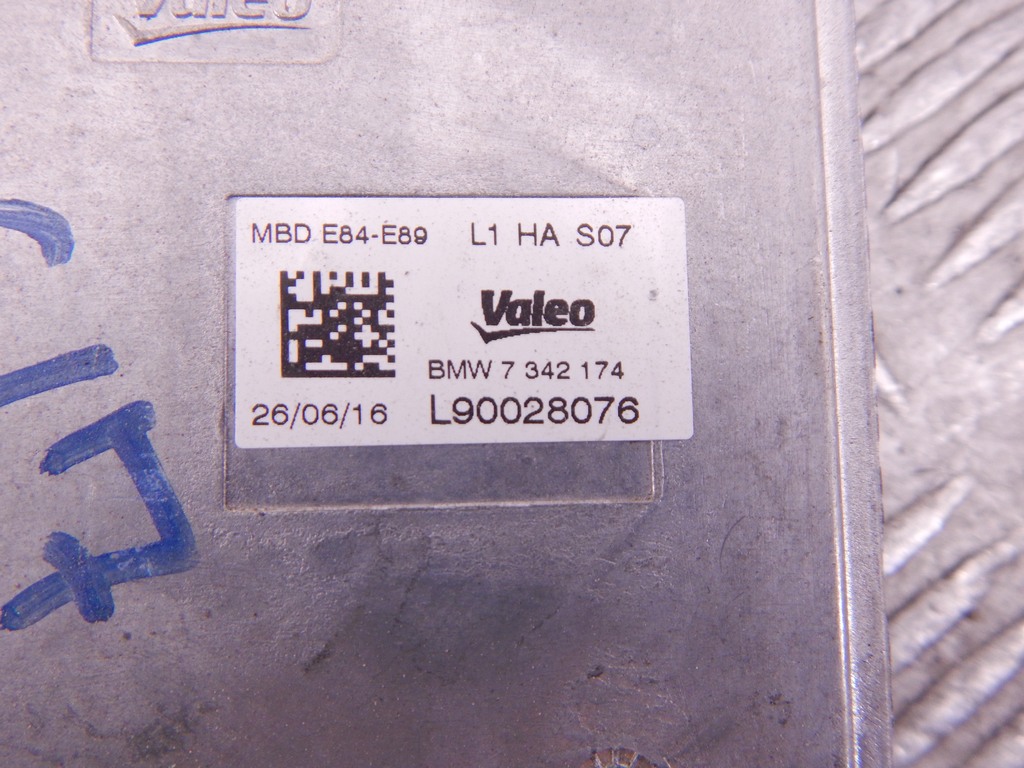 Valeo
MBD E84-E89 L1 HA S07
Valeo
BMW 7 342 174
26/06/16 L90028076